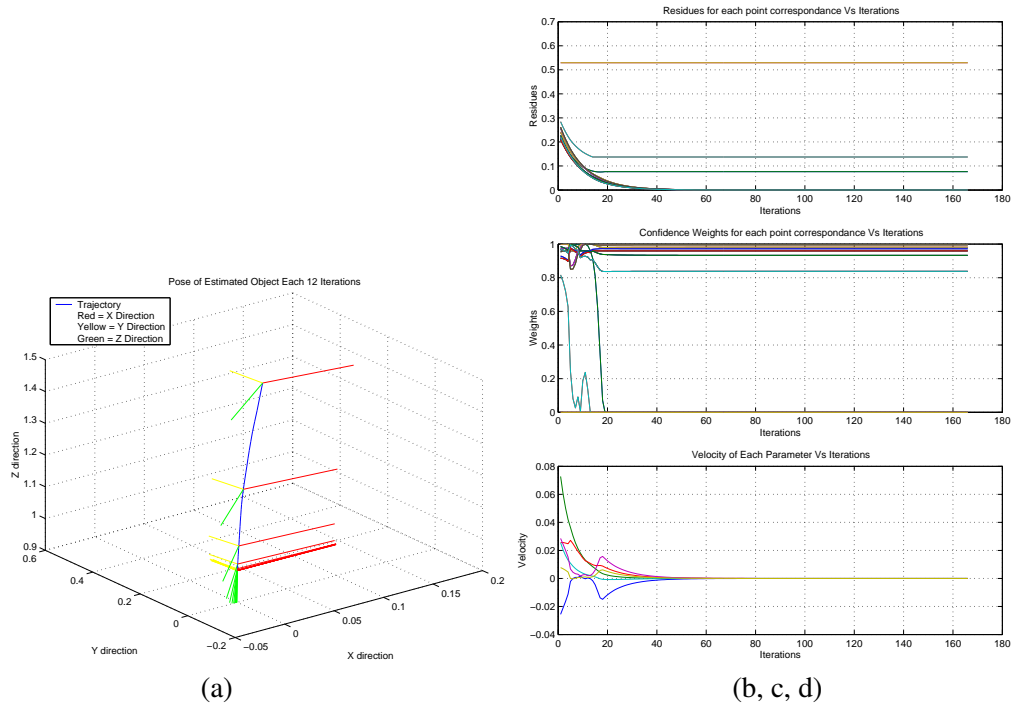 Pose of Estimated Object Each 12 Iterations
Trajectory
Red = X Direction
Yellow = Y Direction
Green = Z Direction
1.5
1.4
1.3
1.2
1.1
1
0.9
Z direction
0.6
0.4
0.2
0
−0.2
Y direction
−0.05
0
0.05
0.1
0.15
0.2
X direction
(a)
Residues for each point correspondance Vs Iterations
0.7
0.6
0.5
0.4
0.3
0.2
0.1
0
Residues
0 20 40 60 80 100 120 140 160 180
Iterations
Confidence Weights for each point correspondance Vs Iterations
1
0.8
0.6
0.4
0.2
0
Weights
0 20 40 60 80 100 120 140 160 180
Iterations
Velocity of Each Parameter Vs Iterations
0.08
0.06
0.04
0.02
0
−0.02
−0.04
Velocity
0 20 40 60 80 100 120 140 160 180
Iterations
(b, c, d)